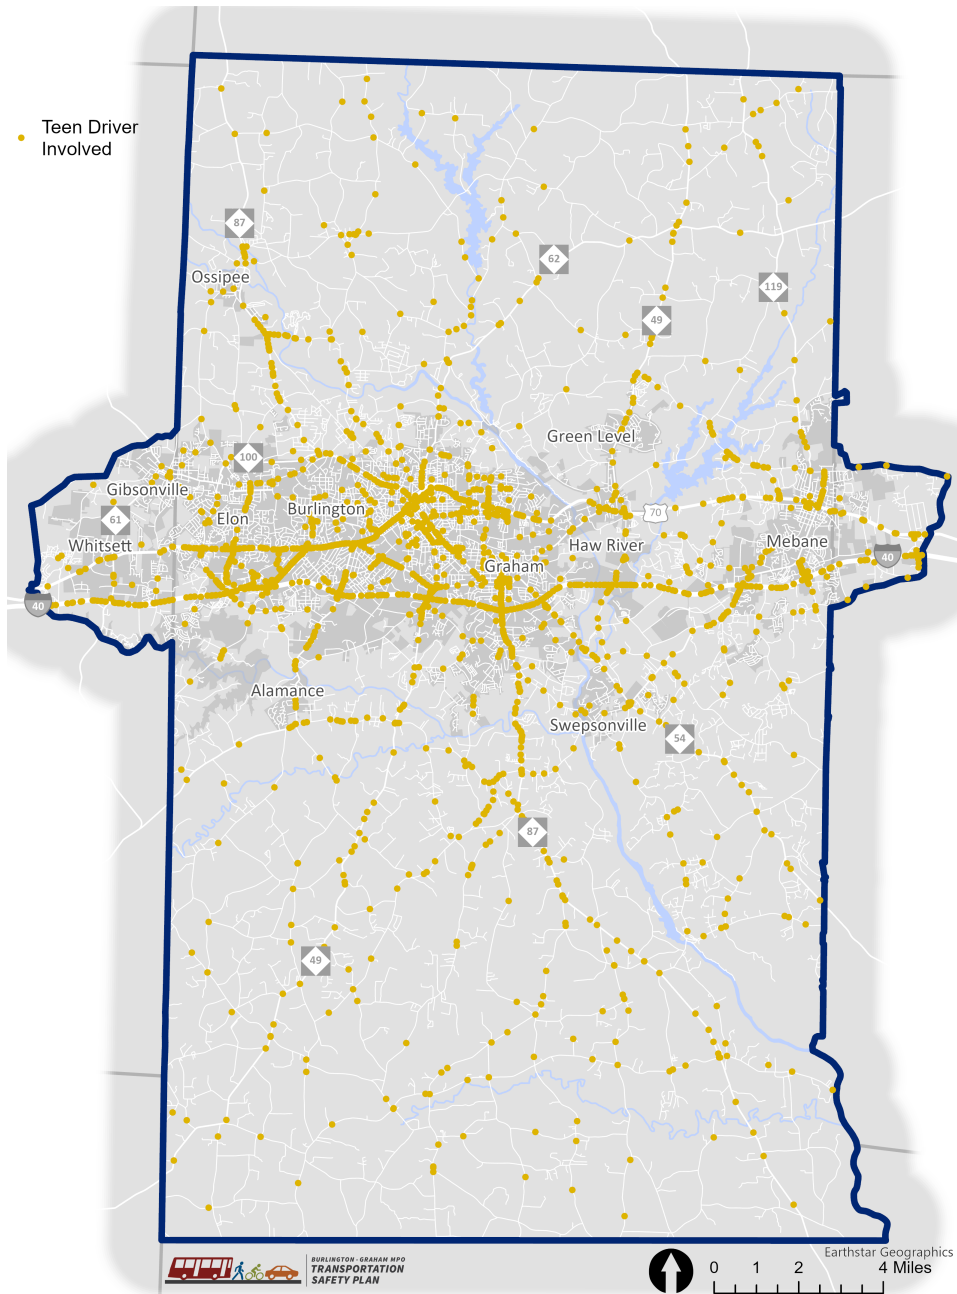 Teen Driver
Involved
87
Ossipee
62
119
49
Green Level
100
Gibsonville
61
Elon
Burlington
70
Whitsett
Haw River
Mebane
Graham
40
40
Alamance
Swepsonville
54
87
49
BURLINGTON - GRAHAM MPO
TRANSPORTATION
SAFETY PLAN
Earthstar Geographics
0 1 2 4 Miles